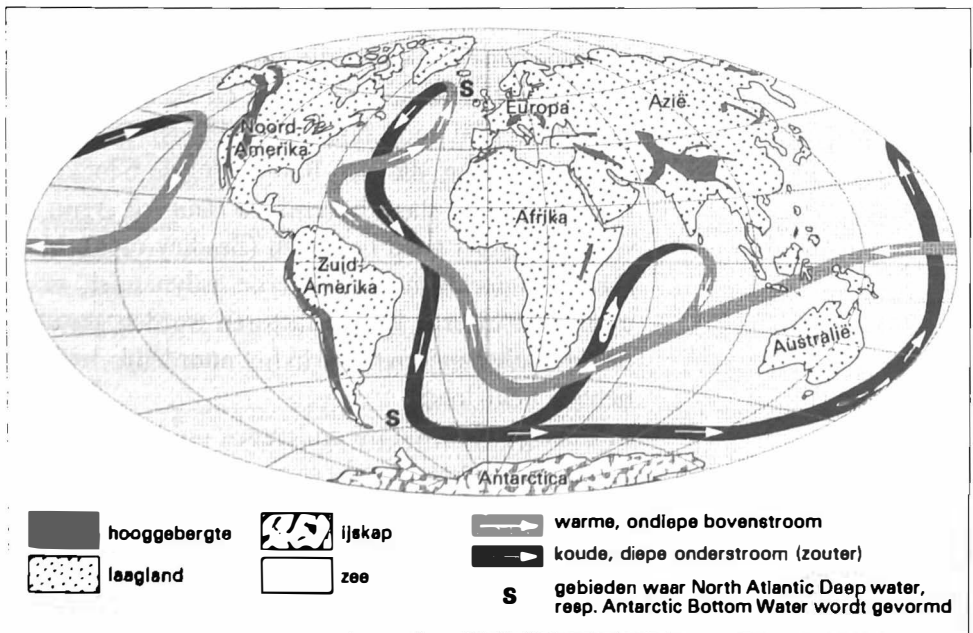 S
Europa
Azië
Noord-
Amerika
Afrika
Zuid-
Amerika
Australië
S
Antarctica
hooggebergte
ijskap
laagland
zee
warme, ondiepe bovenstroom
koude, diepe onderstroom (zouter)
S
gebieden waar North Atlantic Deep water,
resp. Antarctic Bottom Water wordt gevormd